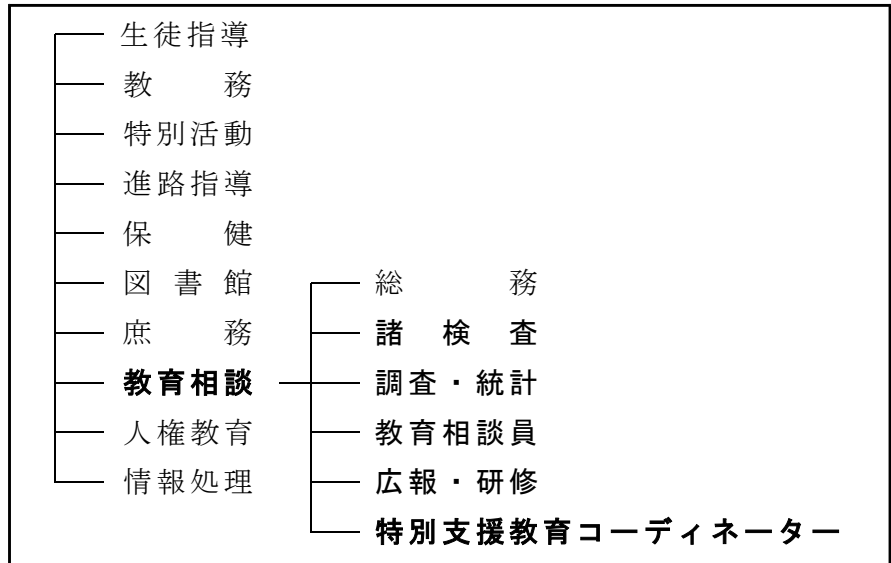 生徒指導
教務
特別活動
進路指導
保健
図書館
庶務
教育相談
人権教育
情報処理
総務
諸検査
調査・統計
教育相談員
広報・研修
特別支援教育コーディネーター